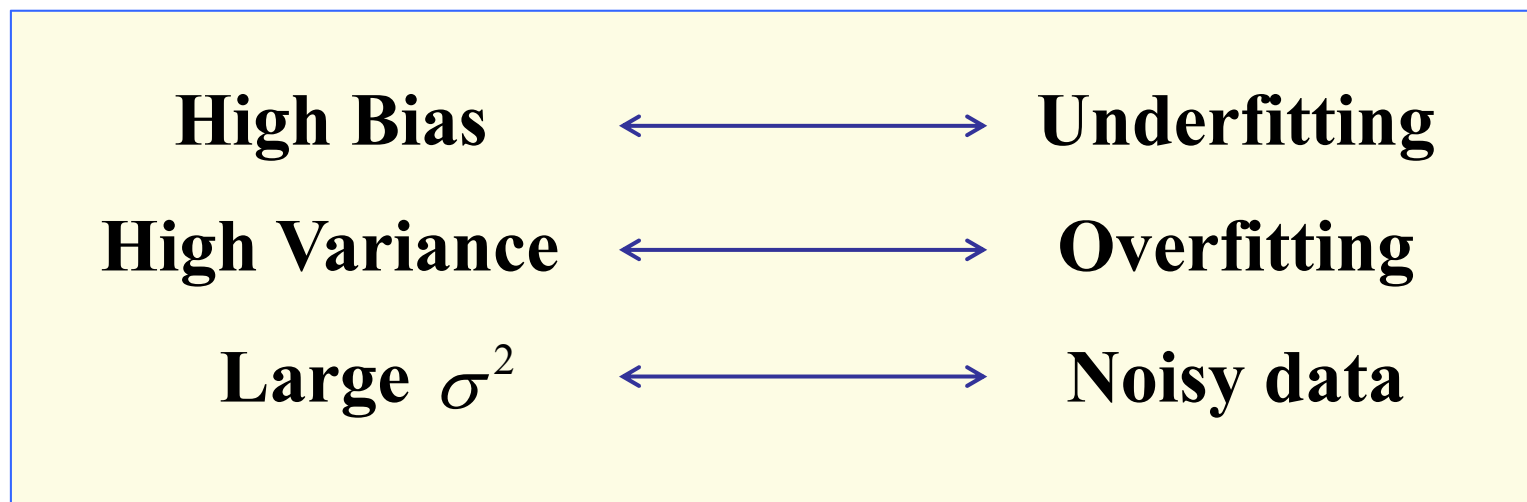 High Bias ⟷ Underfitting
High Variance ⟷ Overfitting
Large σ² ⟷ Noisy data